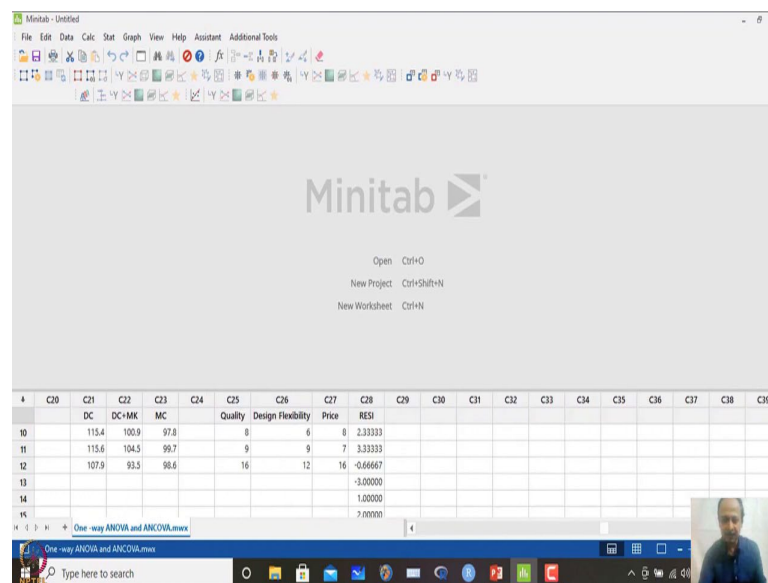 Minitab - Untitled
File Edit Data Calc Stat Graph View Help Assistant Additional Tools
Minitab
Open Ctrl+O
New Project Ctrl+Shift+N
New Worksheet Ctrl+N
C20 C21 C22 C23 C24 C25 C26 C27 C28 C29 C30 C31 C32 C33 C34 C35 C36 C37 C38 C39
DC DC+MK MC Quality Design Flexibility Price RESI
10 115.4 100.9 97.8 8 6 8 2.33333
11 115.6 104.5 99.7 9 9 7 3.33333
12 107.9 93.5 98.6 16 12 16 -0.66667
13 -3.00000
14 1.00000
15 2.00000
One -way ANOVA and ANCOVA.mwx
One -way ANOVA and ANCOVA.mwx
Type here to search
NPTEL